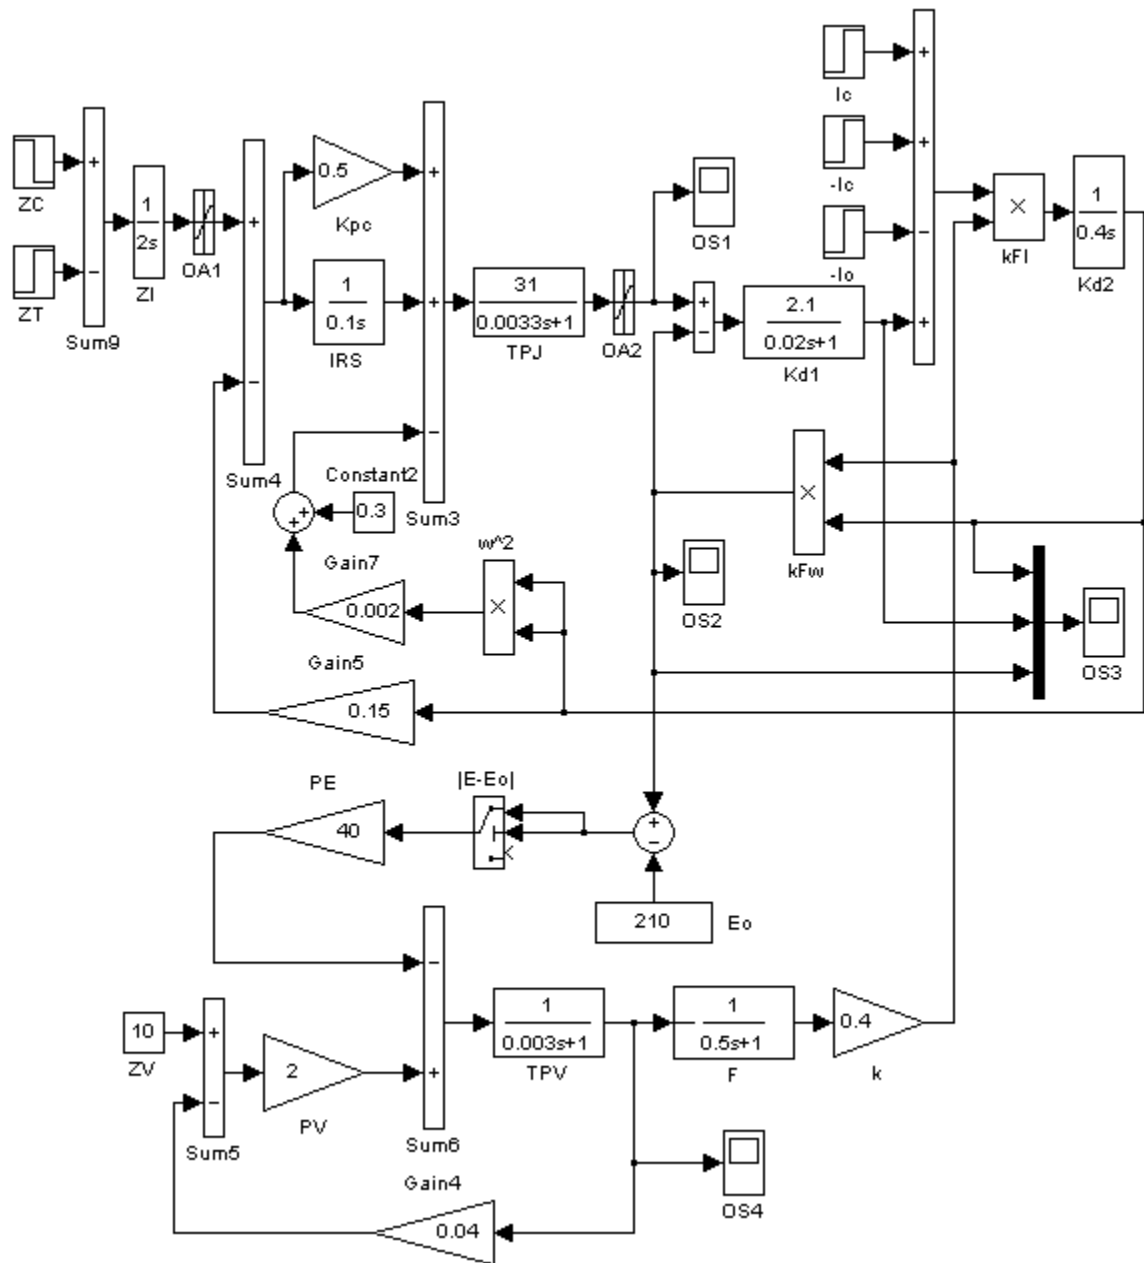 +
Ic
ZC
+
−
ZT
Sum9
1
2s
ZI
OA1
+
−
Sum4
0.5
Kpc
1
0.1s
IRS
+
+
−
Sum3
31
0.0033s+1
TPJ
OA2
OS1
+
−
2.1
0.02s+1
Kd1
+
-Ic
−
-Io
+
×
kFI
1
0.4s
Kd2
Constant2
0.3
+
+
Gain7
0.002
w^2
×
OS2
×
kFw
OS3
Gain5
0.15
PE
40
|E-Eo|
+
−
210
Eo
−
+
Sum6
10
ZV
+
−
Sum5
2
PV
1
0.003s+1
TPV
1
0.5s+1
F
0.4
k
Gain4
0.04
OS4